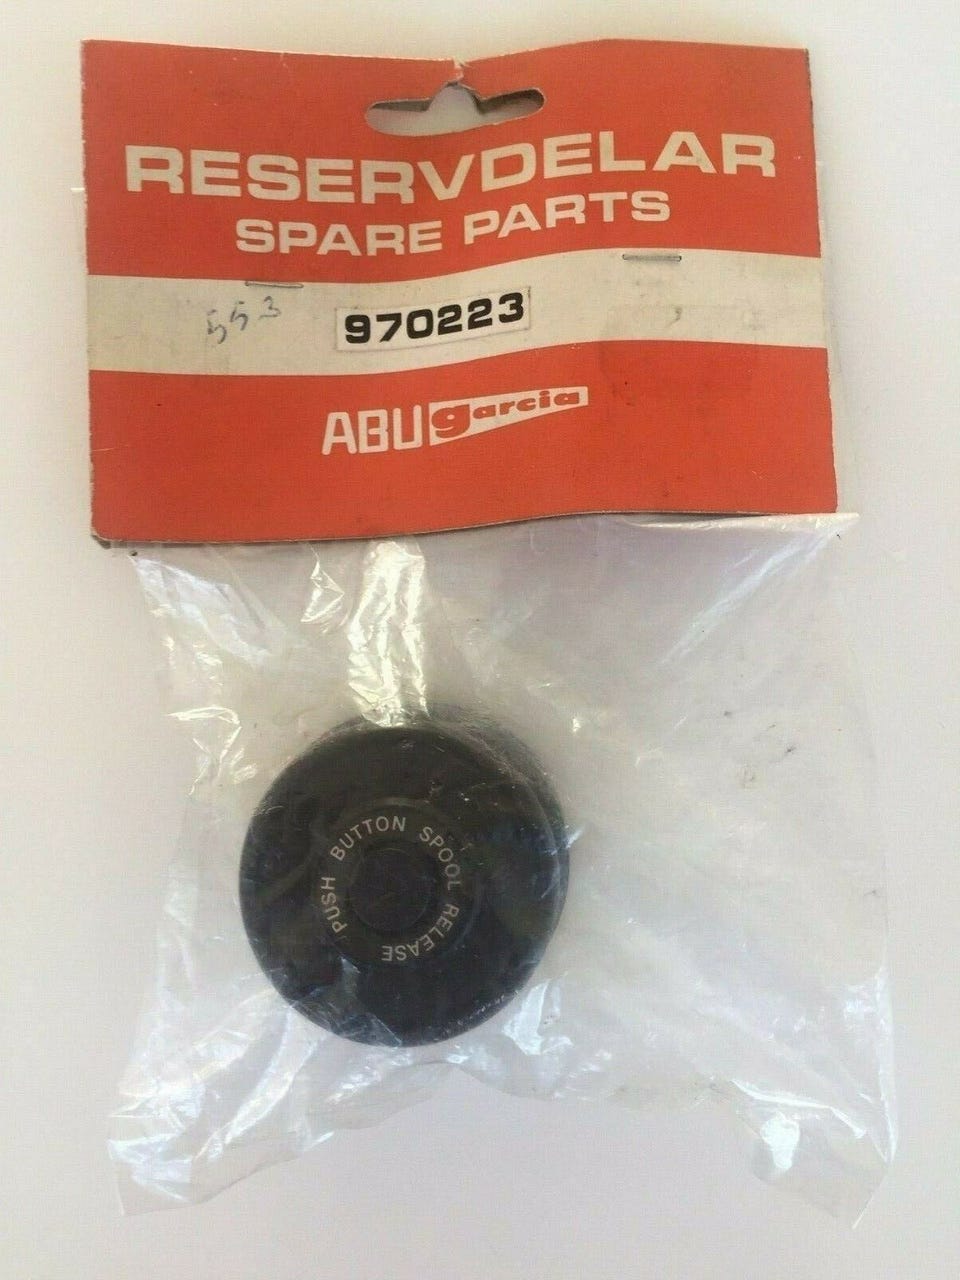 RESERVDELAR
SPARE PARTS
553
970223
ABU garcia
PUSH BUTTON SPOOL RELEASE